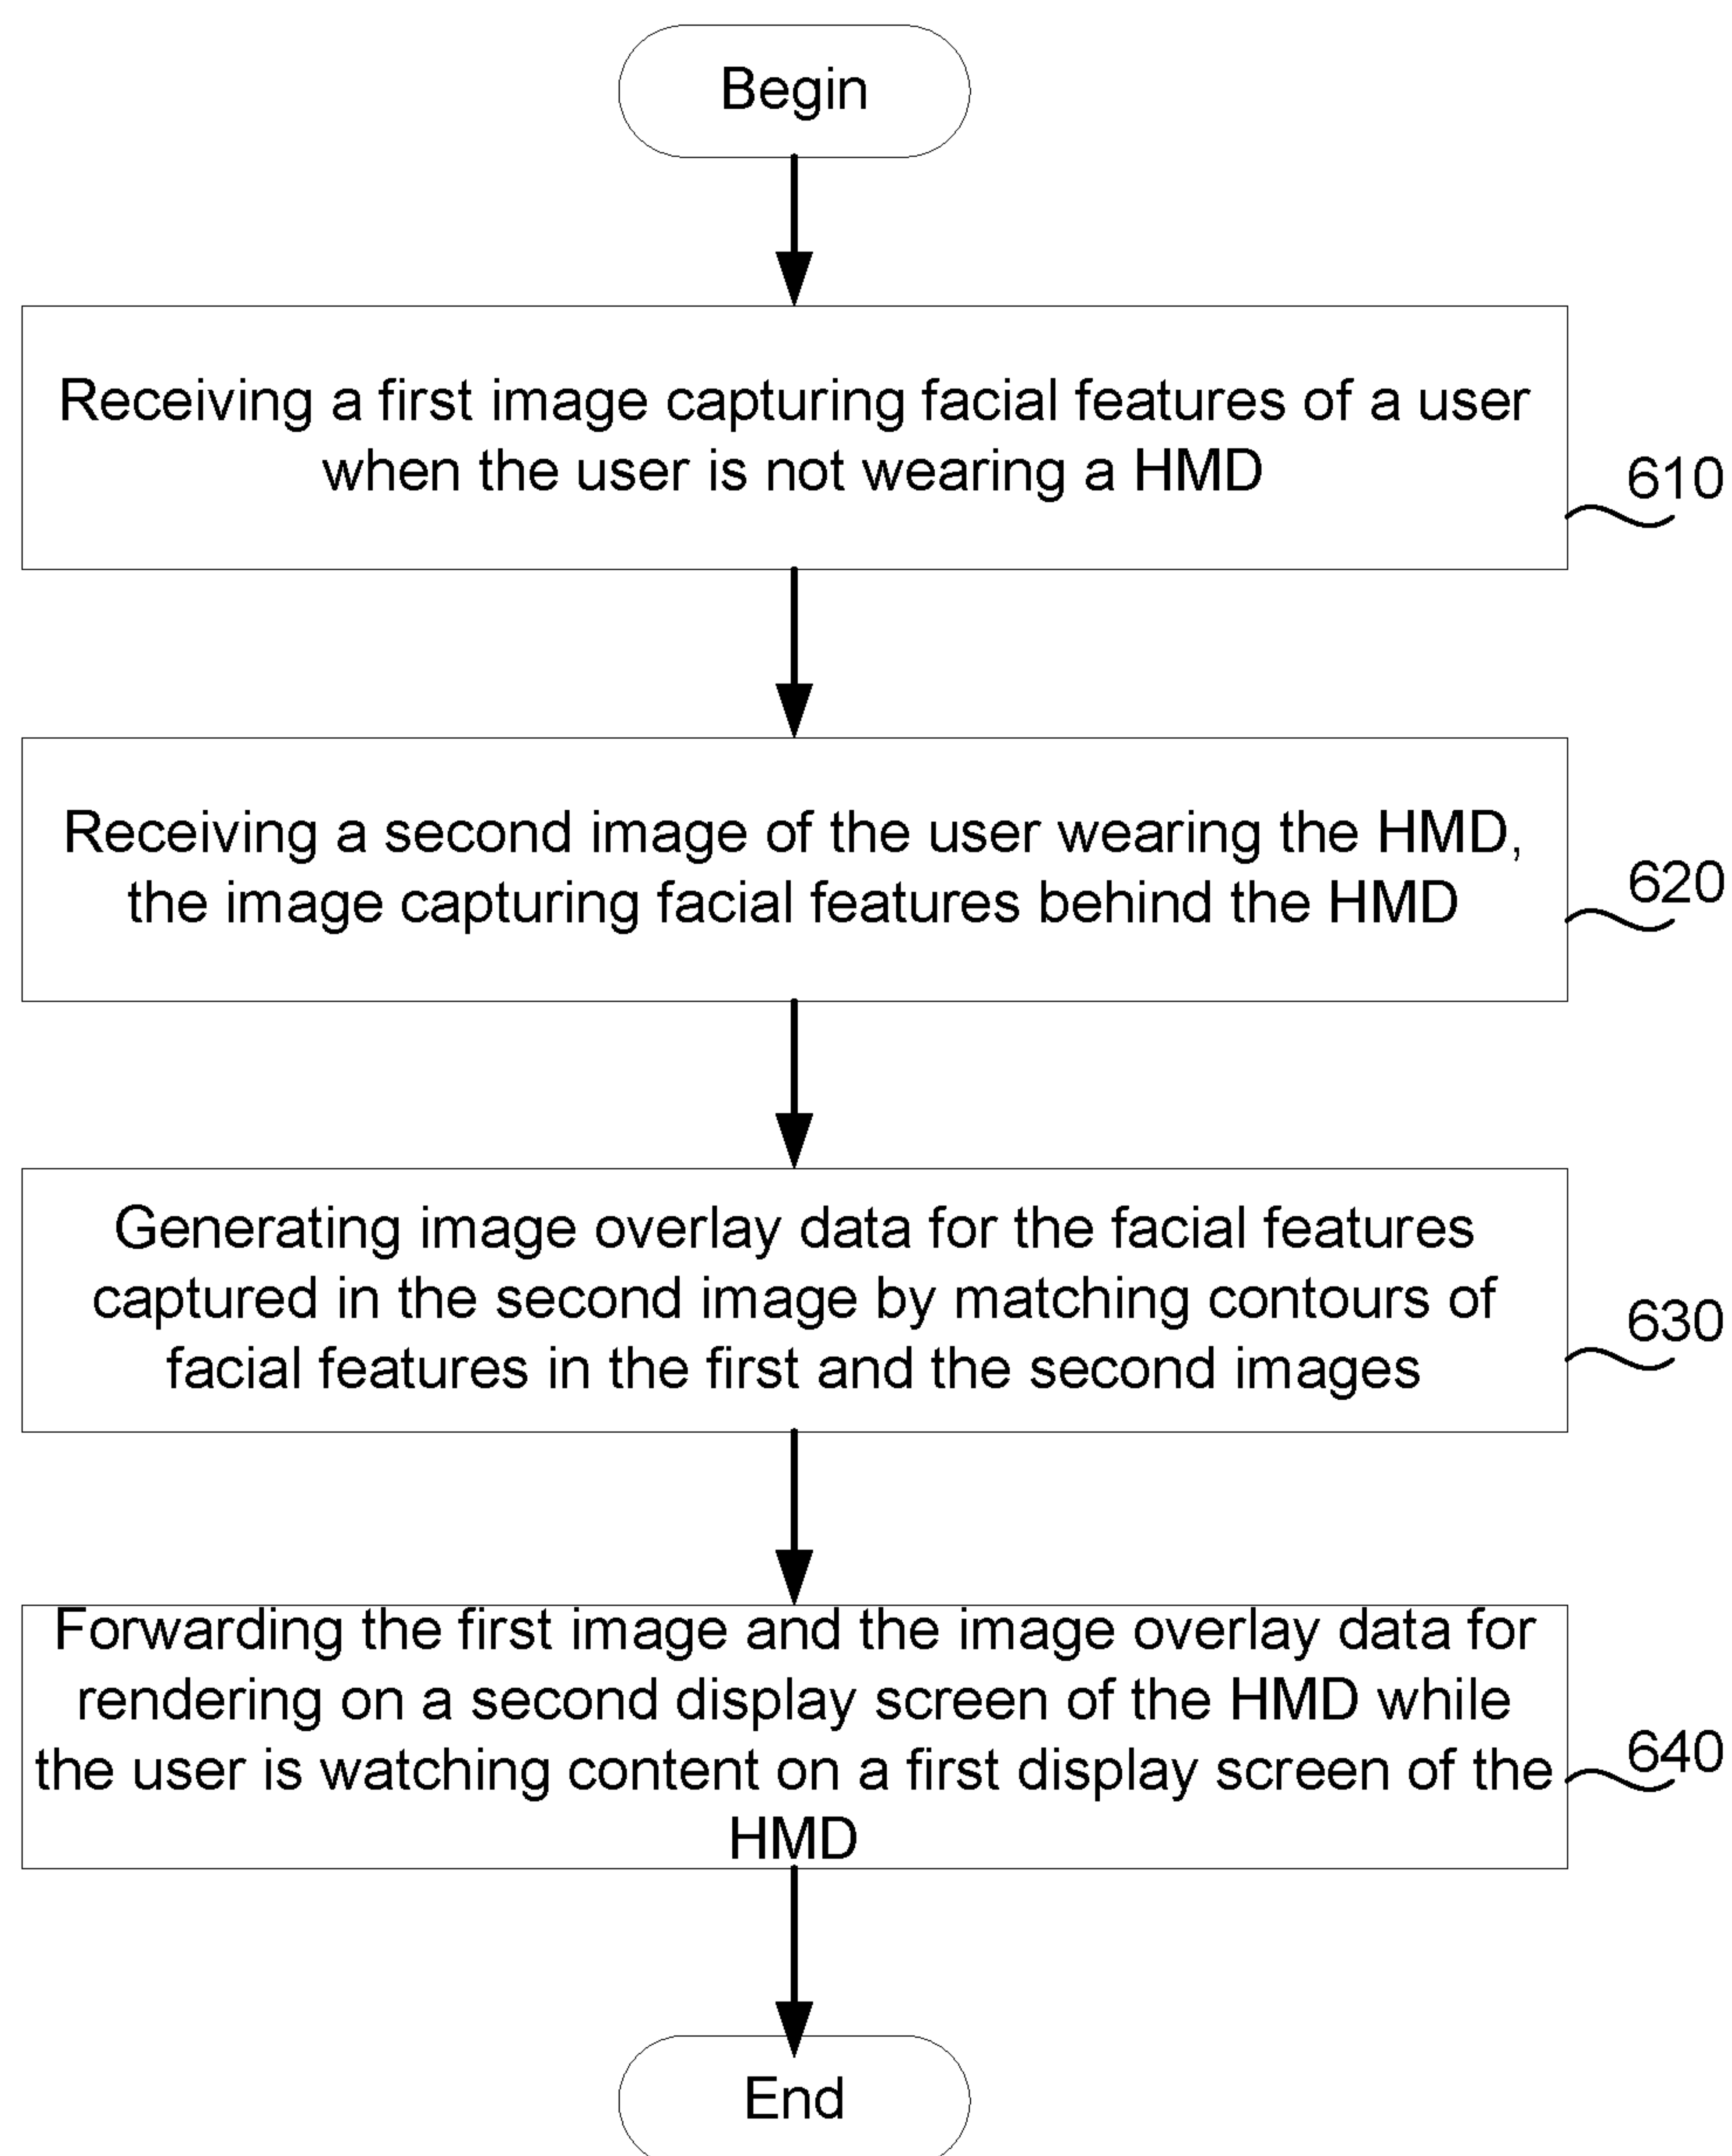 Begin
Receiving a first image capturing facial features of a user
when the user is not wearing a HMD
610
Receiving a second image of the user wearing the HMD,
the image capturing facial features behind the HMD
620
Generating image overlay data for the facial features
captured in the second image by matching contours of
facial features in the first and the second images
630
Forwarding the first image and the image overlay data for
rendering on a second display screen of the HMD while
the user is watching content on a first display screen of the
HMD
640
End